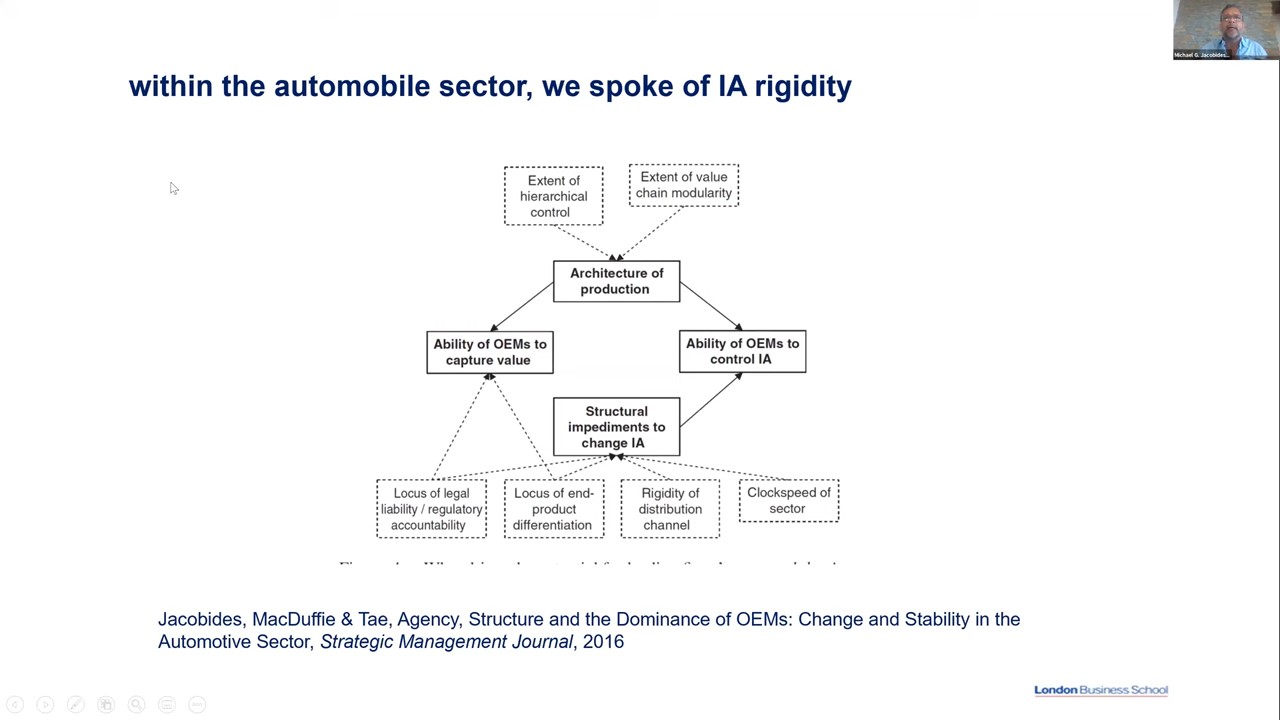 Michael G. Jacobides...
within the automobile sector, we spoke of IA rigidity
Extent of
hierarchical
control
Extent of value
chain modularity
Architecture of
production
Ability of OEMs to
capture value
Ability of OEMs to
control IA
Structural
impediments to
change IA
Locus of legal
liability / regulatory
accountability
Locus of end-
product
differentiation
Rigidity of
distribution
channel
Clockspeed of
sector
Jacobides, MacDuffie & Tae, Agency, Structure and the Dominance of OEMs: Change and Stability in the
Automotive Sector, Strategic Management Journal, 2016
London Business School